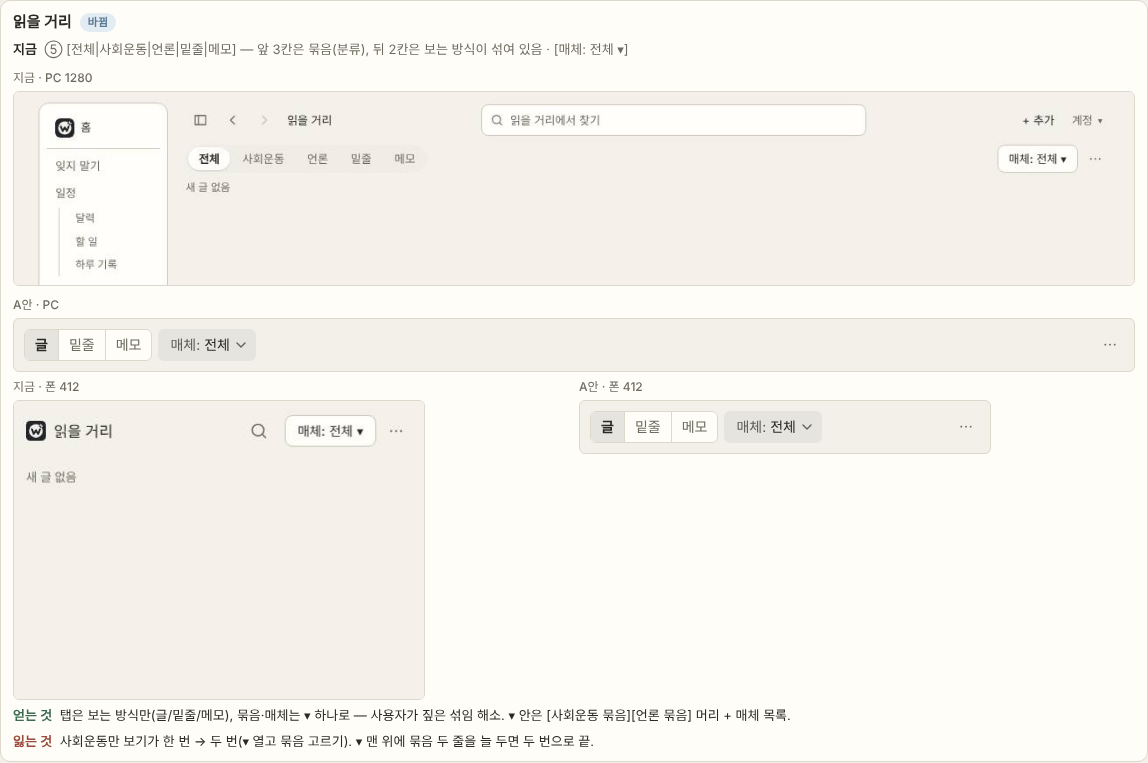 읽을 거리 바뀜
지금 ⑤ [전체|사회운동|언론|밑줄|메모] — 앞 3칸은 묶음(분류), 뒤 2칸은 보는 방식이 섞여 있음 · [매체: 전체 ▾]
지금 · PC 1280
홈
읽을 거리
읽을 거리에서 찾기
+ 추가
계정 ▾
전체 사회운동 언론 밑줄 메모
매체: 전체 ▾ ···
새 글 없음
잊지 말기
일정
달력
할 일
하루 기록
A안 · PC
글 밑줄 메모 매체: 전체 ···
지금 · 폰 412
읽을 거리 매체: 전체 ▾ ···
새 글 없음
A안 · 폰 412
글 밑줄 메모 매체: 전체 ···
얻는 것 탭은 보는 방식만(글/밑줄/메모), 묶음·매체는 ▾ 하나로 — 사용자가 짚은 섞임 해소. ▾ 안은 [사회운동 묶음][언론 묶음] 머리 + 매체 목록.
잃는 것 사회운동만 보기가 한 번 → 두 번(▾ 열고 묶음 고르기). ▾ 맨 위에 묶음 두 줄을 늘 두면 두 번으로 끝.